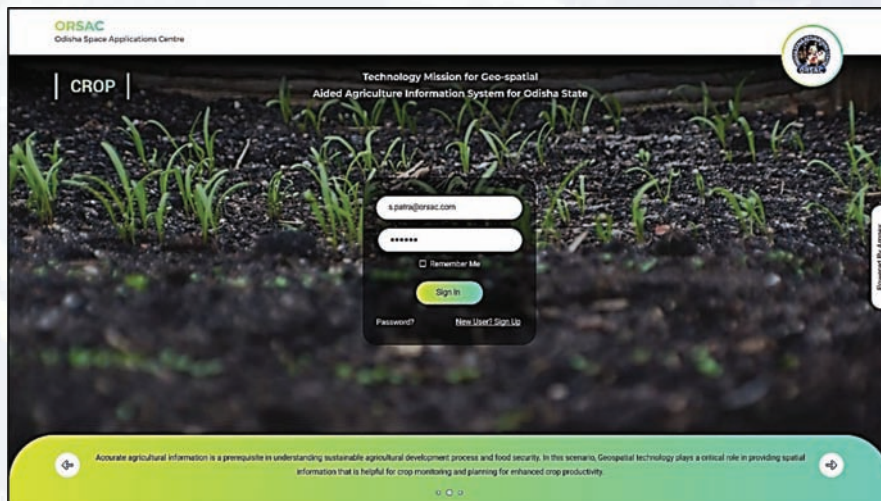 ORSAC
Odisha Space Applications Centre
ORSAC
| CROP |
Technology Mission for Geo-spatial
Aided Agriculture Information System for Odisha State
s.patra@orsac.com
••••••
Remember Me
Sign In
Password?
New User? Sign Up
Powered By
Accurate agricultural information is a prerequisite in understanding sustainable agricultural development process and food security. In this scenario, Geospatial technology plays a critical role in providing spatial
information that is helpful for crop monitoring and planning for enhanced crop productivity.